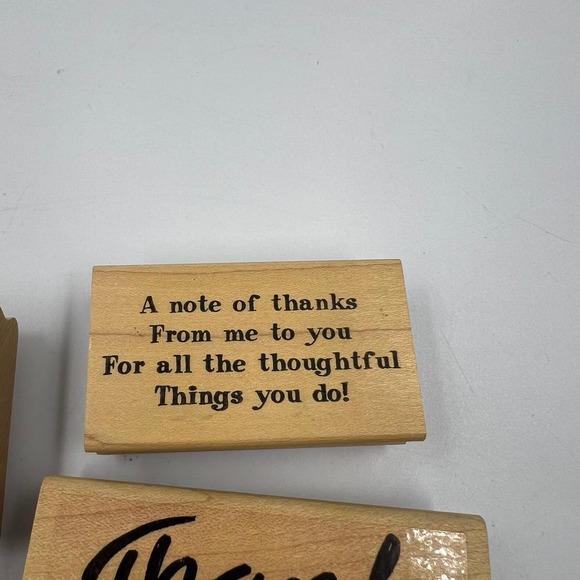 A note of thanks
From me to you
For all the thoughtful
Things you do!